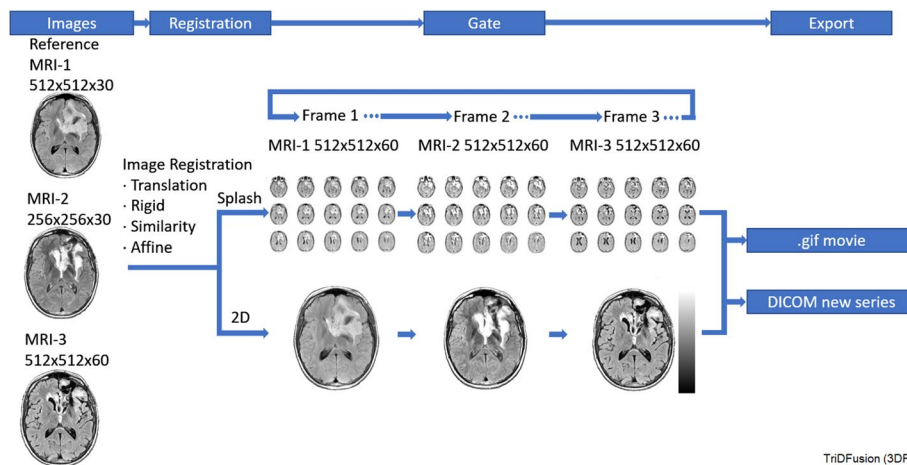 Images
Registration
Gate
Export
Reference
MRI-1
512x512x30
MRI-2
256x256x30
MRI-3
512x512x60
Image Registration
· Translation
· Rigid
· Similarity
· Affine
Splash
2D
Frame 1
Frame 2
Frame 3
MRI-1 512x512x60
MRI-2 512x512x60
MRI-3 512x512x60
.gif movie
DICOM new series
TriDFusion (3DF